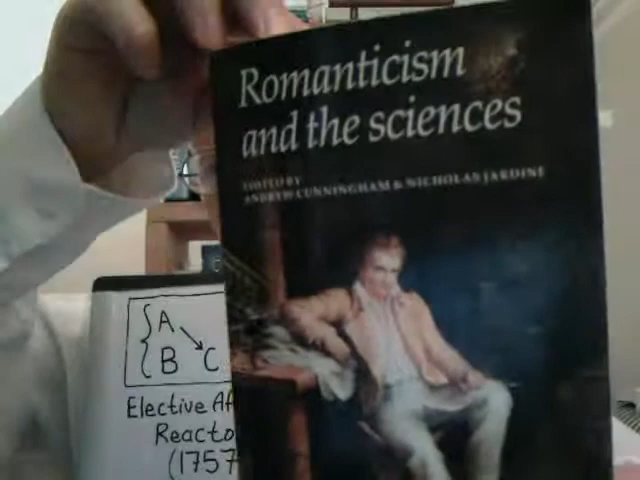 Romanticism
and the sciences
EDITED BY
ANDREW CUNNINGHAM & NICHOLAS JARDINE
A
B C
Elective Af
Reacto
(1757